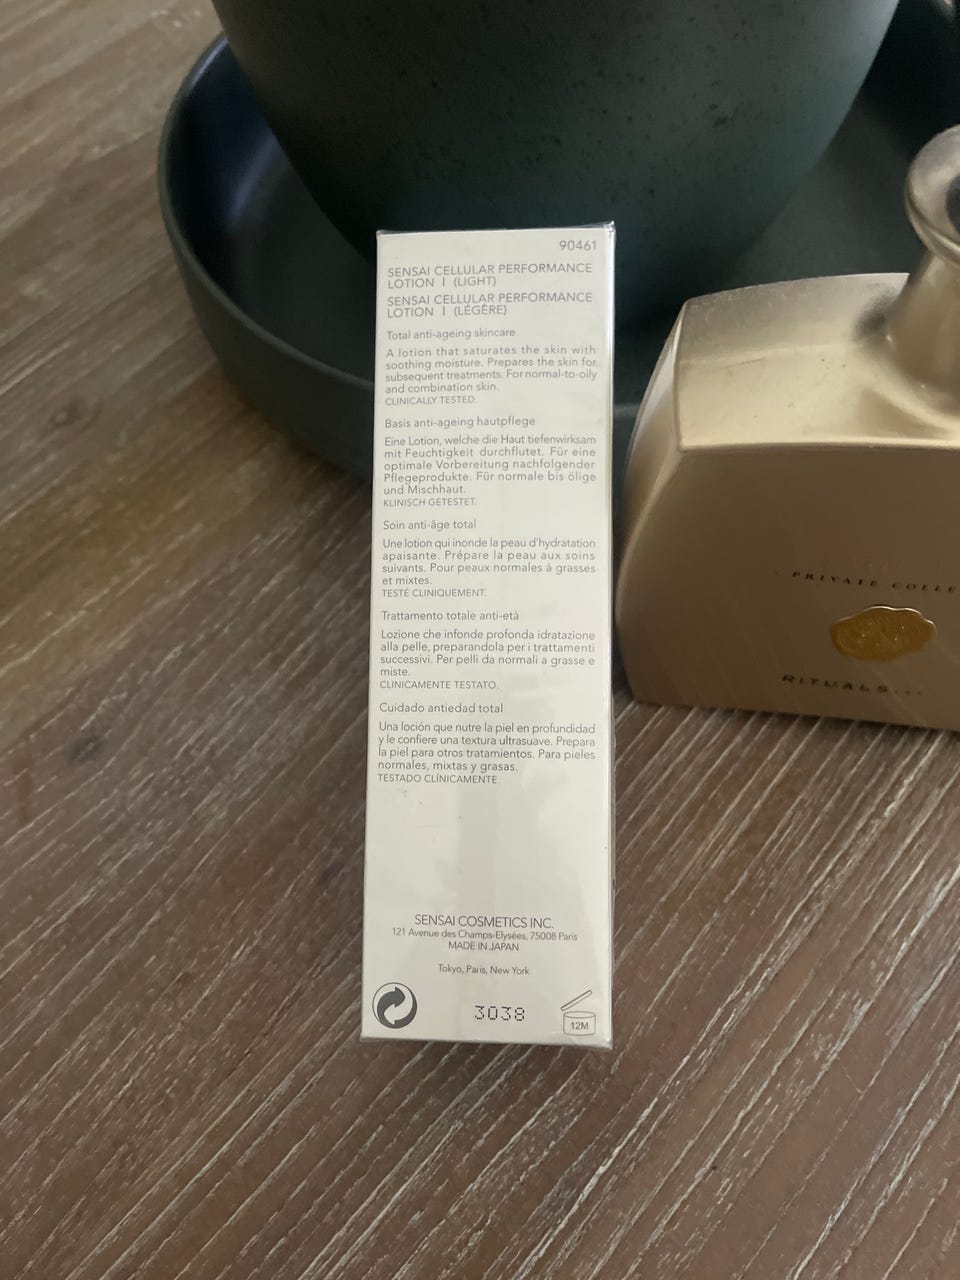 90461
SENSAI CELLULAR PERFORMANCE
LOTION I (LIGHT)
SENSAI CELLULAR PERFORMANCE
LOTION I (LÉGÈRE)
Total anti-ageing skincare
A lotion that saturates the skin with
soothing moisture. Prepares the skin for
subsequent treatments. For normal-to-oily
and combination skin.
CLINICALLY TESTED.
Basis anti-ageing hautpflege
Eine Lotion, welche die Haut tiefenwirksam
mit Feuchtigkeit durchflutet. Für eine
optimale Vorbereitung nachfolgender
Pflegeprodukte. Für normale bis ölige
und Mischhaut.
KLINISCH GETESTET.
Soin anti-âge total
Une lotion qui inonde la peau d'hydratation
apaisante. Prépare la peau aux soins
suivants. Pour peaux normales à grasses
et mixtes.
TESTÉ CLINIQUEMENT.
Trattamento totale anti-età
Lozione che infonde profonda idratazione
alla pelle, preparandola per i trattamenti
successivi. Per pelli da normali a grasse e
miste.
CLINICAMENTE TESTATO.
Cuidado antiedad total
Una loción que nutre la piel en profundidad
y le confiere una textura ultrasuave. Prepara
la piel para otros tratamientos. Para pieles
normales, mixtas y grasas.
TESTADO CLÍNICAMENTE.
SENSAI COSMETICS INC.
121 Avenue des Champs-Elysées, 75008 Paris
MADE IN JAPAN
Tokyo, Paris, New York
3038
12M
PRIVATE COLLE
RITUALS...